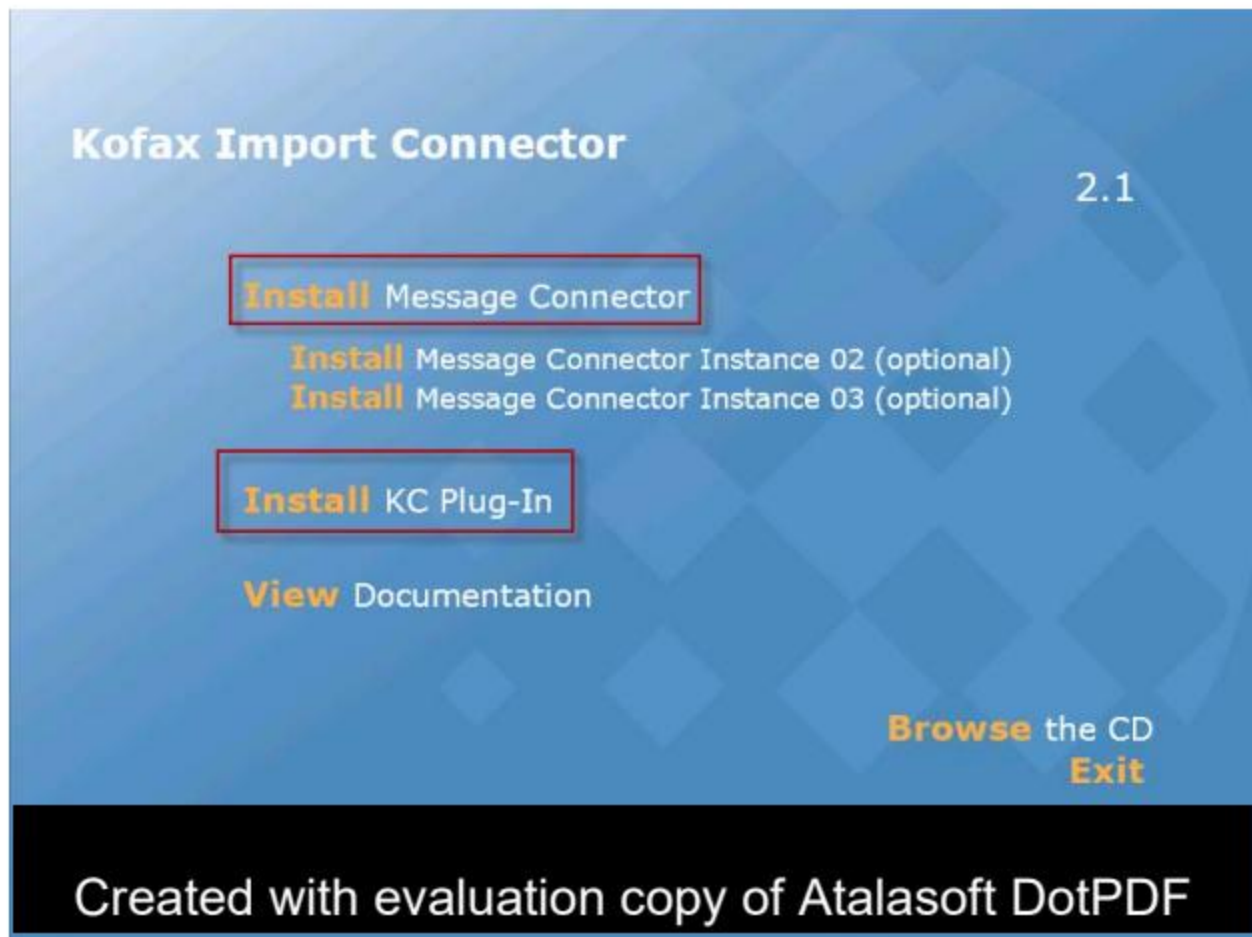 Kofax Import Connector
2.1
Install Message Connector
Install Message Connector Instance 02 (optional)
Install Message Connector Instance 03 (optional)
Install KC Plug-In
View Documentation
Browse the CD
Exit
Created with evaluation copy of Atalasoft DotPDF